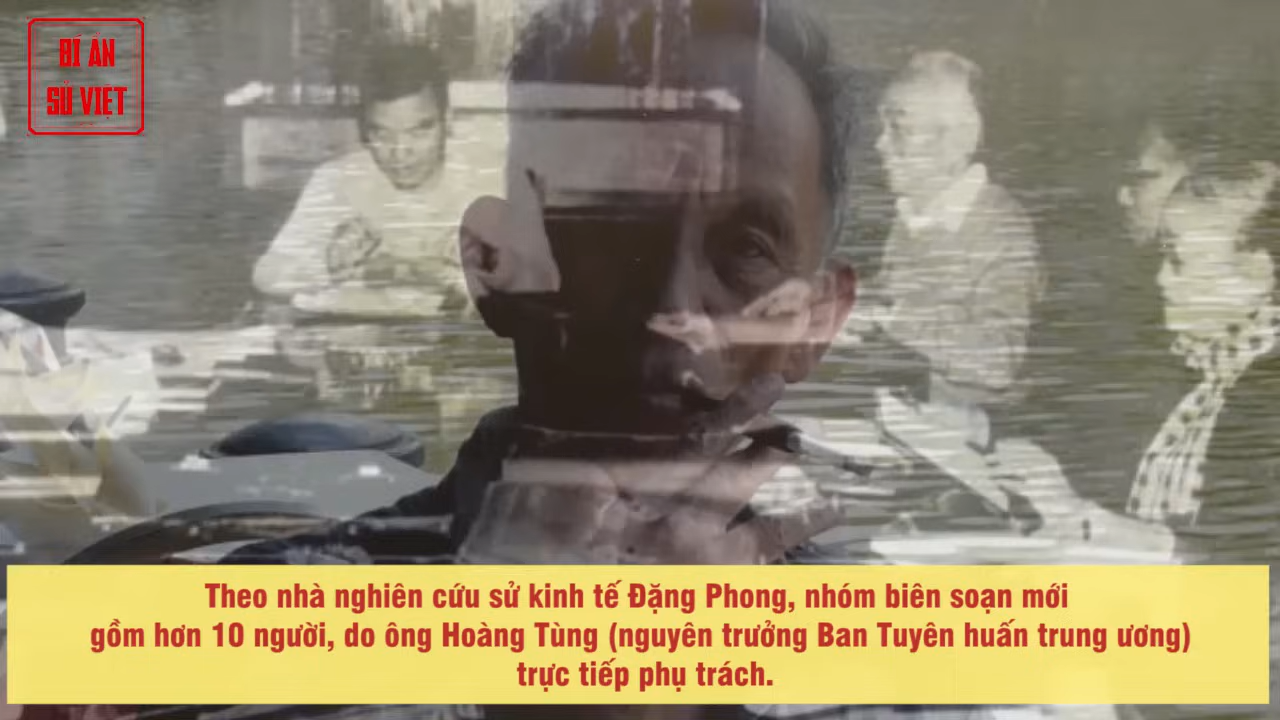 BÍ ẨN
SỬ VIỆT
Theo nhà nghiên cứu sử kinh tế Đặng Phong, nhóm biên soạn mới
gồm hơn 10 người, do ông Hoàng Tùng (nguyên trưởng Ban Tuyên huấn trung ương)
trực tiếp phụ trách.